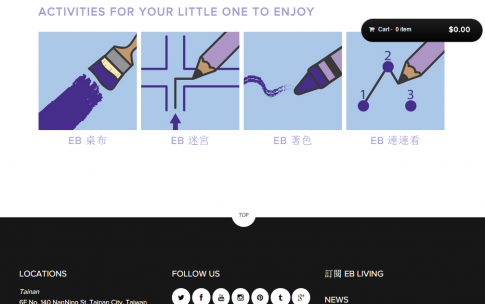 ACTIVITIES FOR YOUR LITTLE ONE TO ENJOY
Cart - 0 item $0.00
2
1 3
EB 桌布 EB 迷宮 EB 著色 EB 連連看
TOP
LOCATIONS FOLLOW US 訂閱 EB LIVING
Tainan
6F No. 140 NanNing St. Tainan City, Taiwan
NEWS